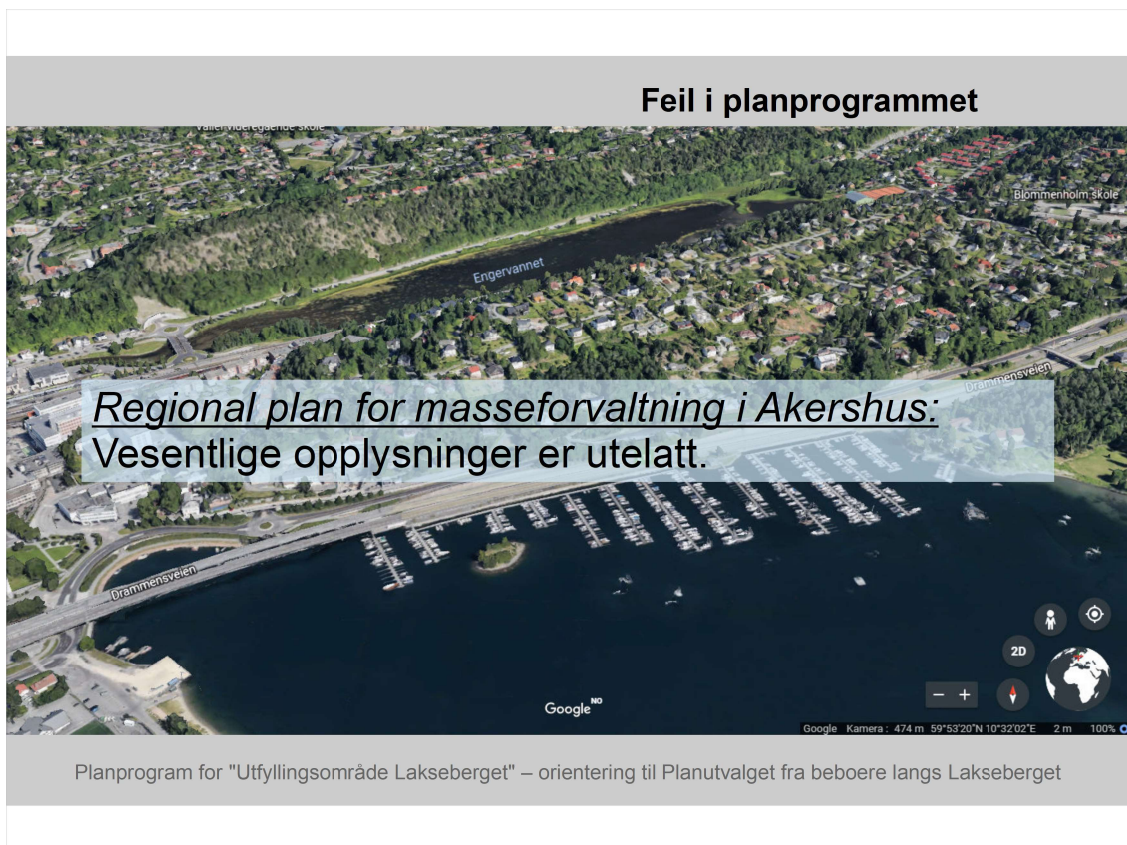 Feil i planprogrammet
Valler videregående skole
Blommenholm skole
Engervannet
Drammensveien
Regional plan for masseforvaltning i Akershus:
Vesentlige opplysninger er utelatt.
Drammensveien
2D
Google NO
Google Kamera : 474 m 59°53'20"N 10°32'02"E 2 m 100%
Planprogram for "Utfyllingsområde Lakseberget" – orientering til Planutvalget fra beboere langs Lakseberget